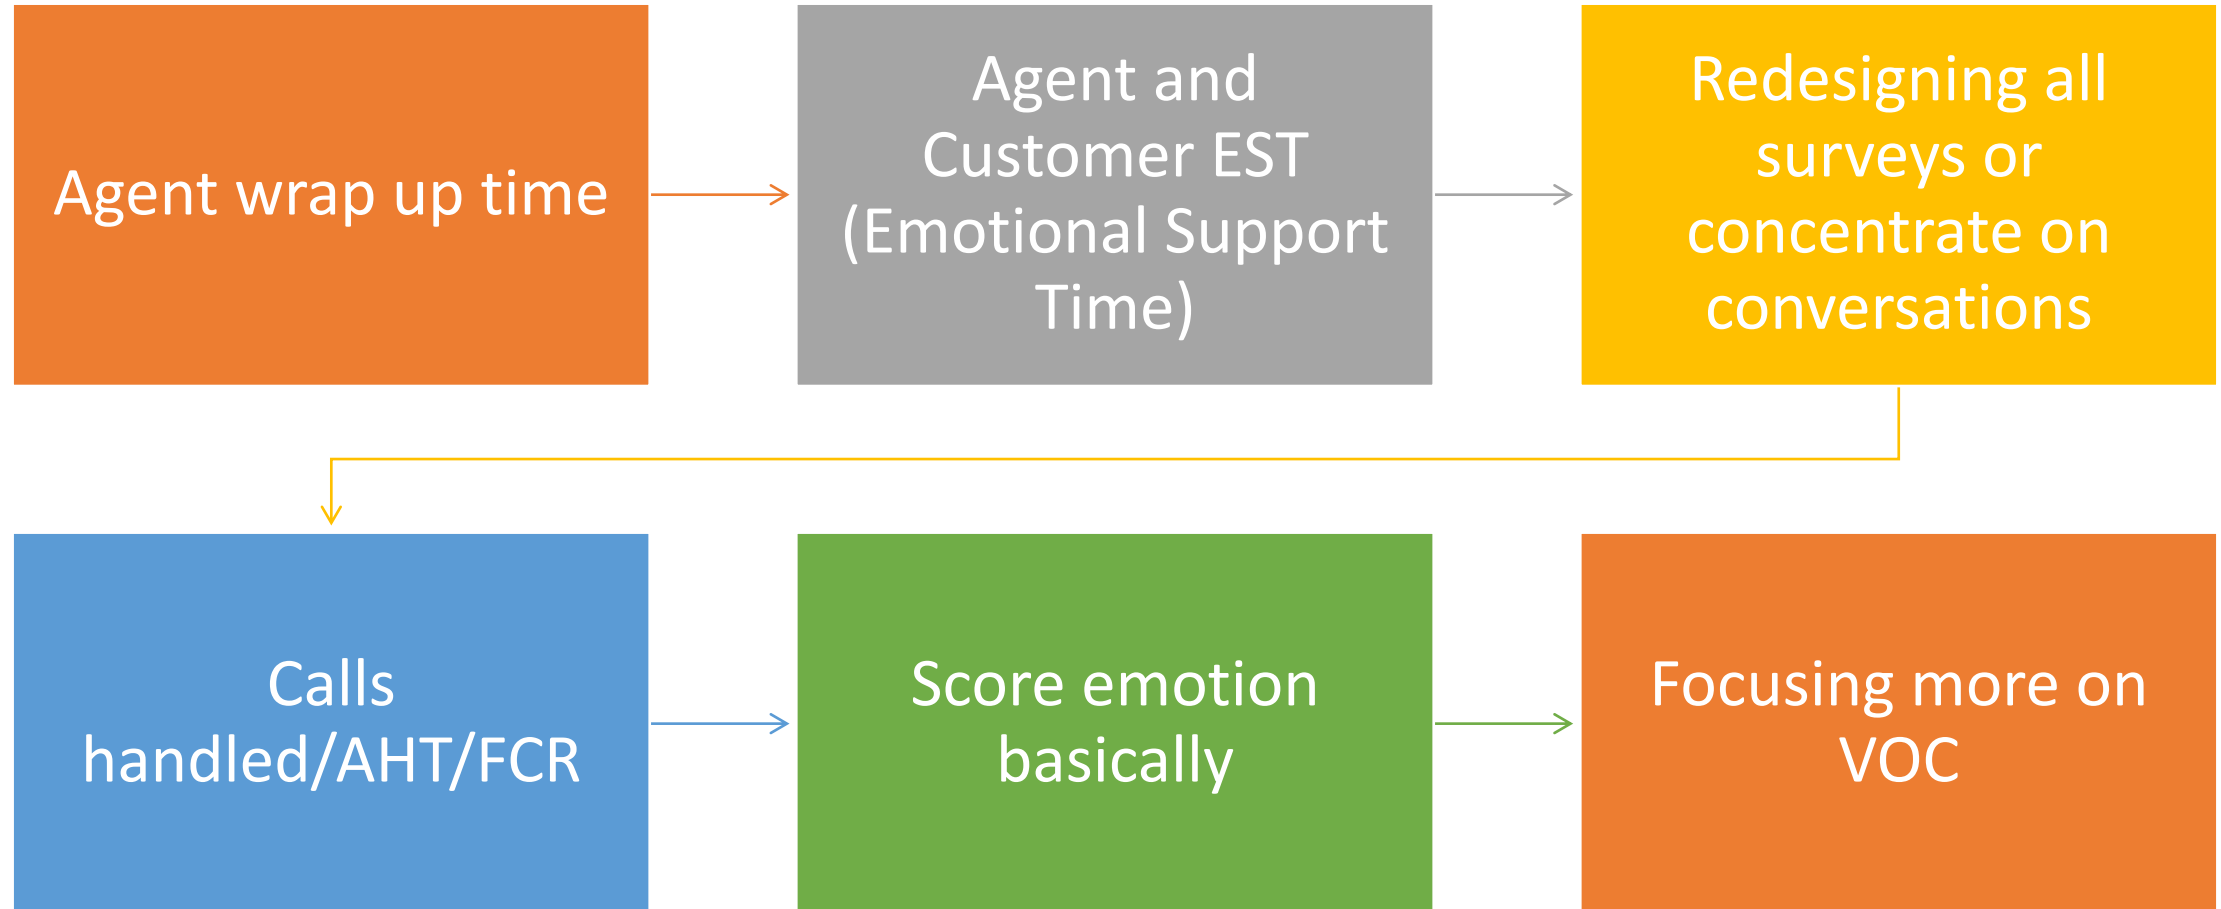 Agent wrap up time
Agent and
Customer EST
(Emotional Support
Time)
Redesigning all
surveys or
concentrate on
conversations
Calls
handled/AHT/FCR
Score emotion
basically
Focusing more on
VOC